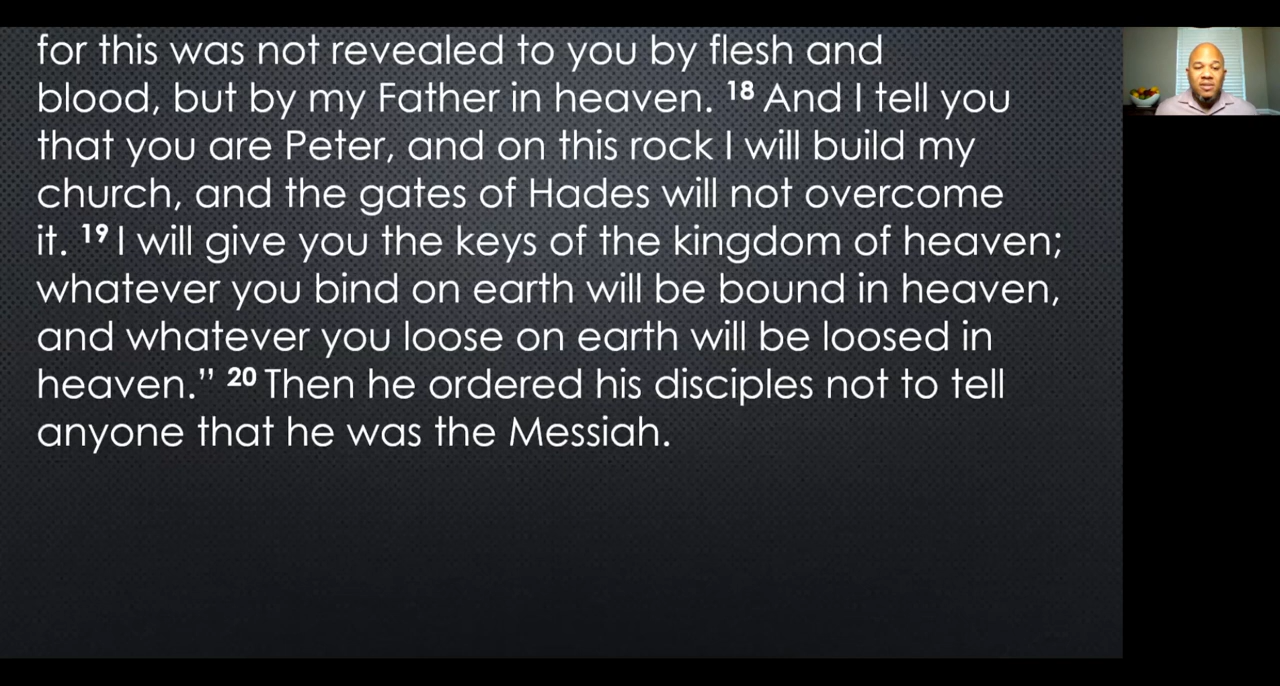 for this was not revealed to you by flesh and
blood, but by my Father in heaven. 18 And I tell you
that you are Peter, and on this rock I will build my
church, and the gates of Hades will not overcome
it. 19 I will give you the keys of the kingdom of heaven;
whatever you bind on earth will be bound in heaven,
and whatever you loose on earth will be loosed in
heaven.” 20 Then he ordered his disciples not to tell
anyone that he was the Messiah.